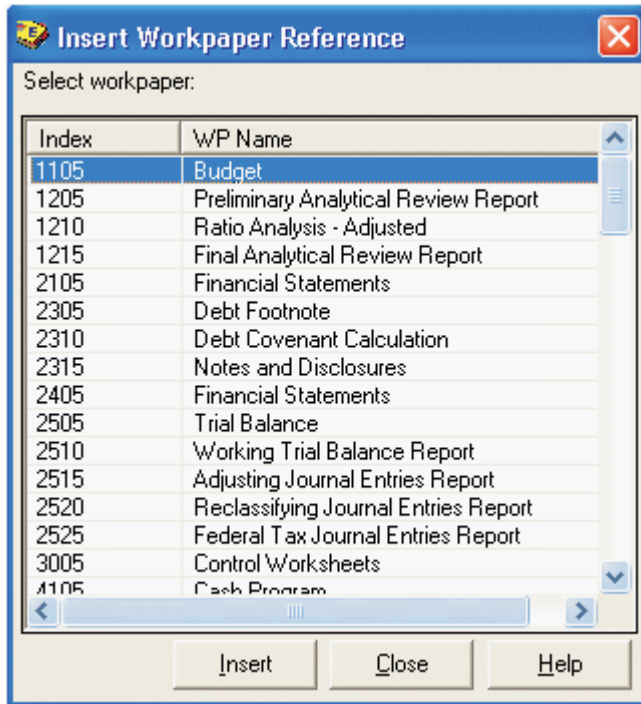 Insert Workpaper Reference
Select workpaper:
Index WP Name
1105 Budget
1205 Preliminary Analytical Review Report
1210 Ratio Analysis - Adjusted
1215 Final Analytical Review Report
2105 Financial Statements
2305 Debt Footnote
2310 Debt Covenant Calculation
2315 Notes and Disclosures
2405 Financial Statements
2505 Trial Balance
2510 Working Trial Balance Report
2515 Adjusting Journal Entries Report
2520 Reclassifying Journal Entries Report
2525 Federal Tax Journal Entries Report
3005 Control Worksheets
4105 Cash Program
Insert Close Help